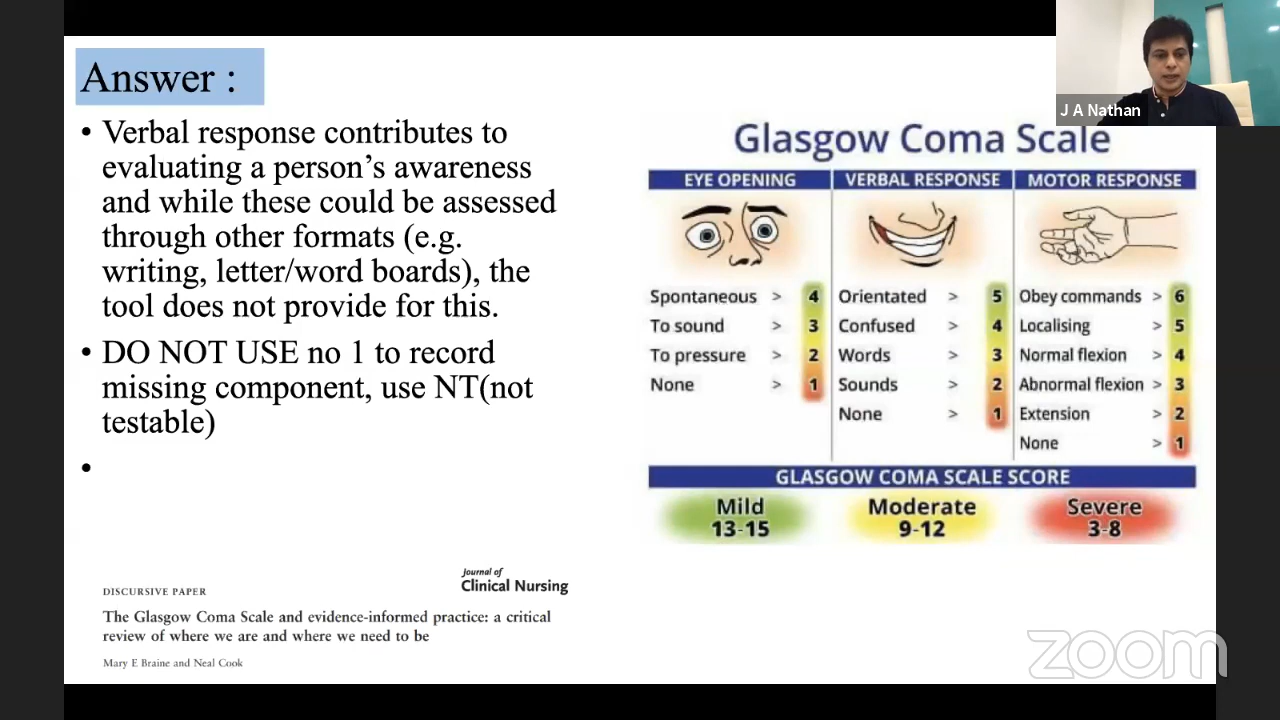 Answer :
• Verbal response contributes to
evaluating a person’s awareness
and while these could be assessed
through other formats (e.g.
writing, letter/word boards), the
tool does not provide for this.
• DO NOT USE no 1 to record
missing component, use NT(not
testable)
•
Journal of
Clinical Nursing
DISCURSIVE PAPER
The Glasgow Coma Scale and evidence-informed practice: a critical
review of where we are and where we need to be
Mary E Braine and Neal Cook
J A Nathan
Glasgow Coma Scale
EYE OPENING
Spontaneous > 4
To sound > 3
To pressure > 2
None > 1
VERBAL RESPONSE
Orientated > 5
Confused > 4
Words > 3
Sounds > 2
None > 1
MOTOR RESPONSE
Obey commands > 6
Localising > 5
Normal flexion > 4
Abnormal flexion > 3
Extension > 2
None > 1
GLASGOW COMA SCALE SCORE
Mild
13-15
Moderate
9-12
Severe
3-8
zoom